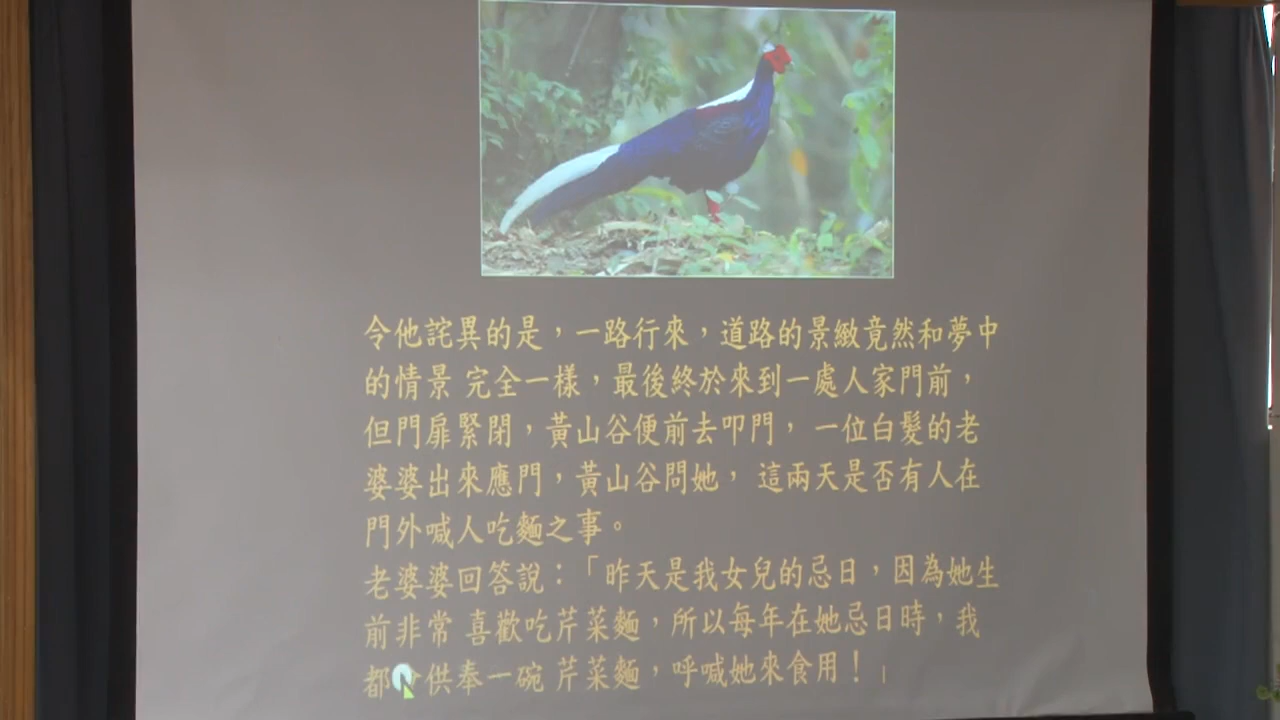 令他詫異的是，一路行來，道路的景緻竟然和夢中
的情景 完全一樣，最後終於來到一處人家門前，
但門扉緊閉，黃山谷便前去叩門， 一位白髮的老
婆婆出來應門，黃山谷問她， 這兩天是否有人在
門外喊人吃麵之事。
老婆婆回答說：「昨天是我女兒的忌日，因為她生
前非常 喜歡吃芹菜麵，所以每年在她忌日時，我
都 供奉一碗 芹菜麵，呼喊她來食用！」